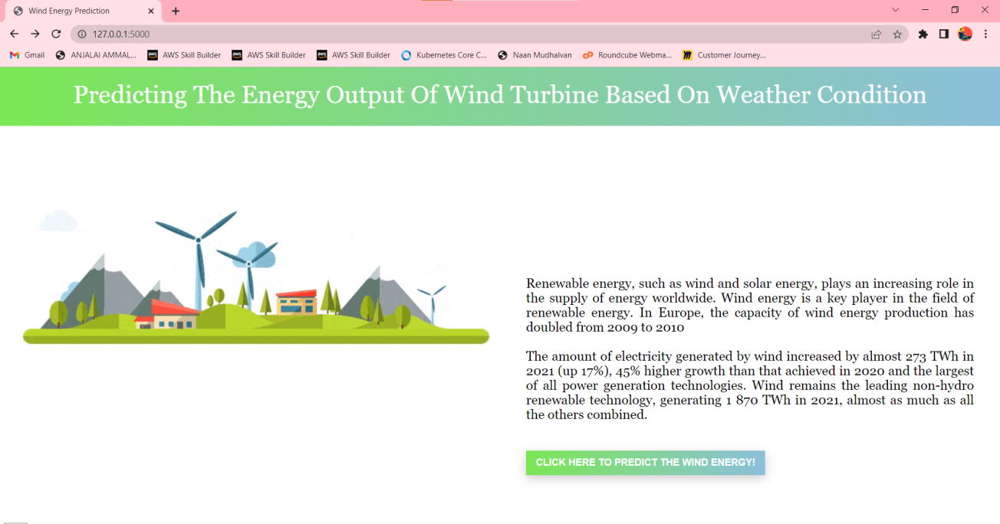 Wind Energy Prediction
127.0.0.1:5000
Gmail ANJALAI AMMAL... aws AWS Skill Builder aws AWS Skill Builder aws AWS Skill Builder Kubernetes Core C... Naan Mudhalvan cP Roundcube Webma... Customer Journey...
Predicting The Energy Output Of Wind Turbine Based On Weather Condition
Renewable energy, such as wind and solar energy, plays an increasing role in
the supply of energy worldwide. Wind energy is a key player in the field of
renewable energy. In Europe, the capacity of wind energy production has
doubled from 2009 to 2010
The amount of electricity generated by wind increased by almost 273 TWh in
2021 (up 17%), 45% higher growth than that achieved in 2020 and the largest
of all power generation technologies. Wind remains the leading non-hydro
renewable technology, generating 1 870 TWh in 2021, almost as much as all
the others combined.
CLICK HERE TO PREDICT THE WIND ENERGY!